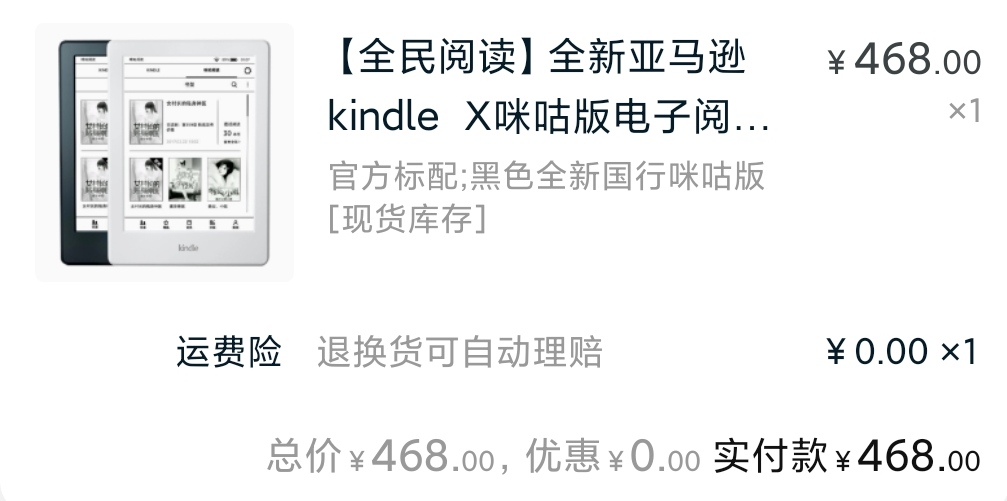 【全民阅读】全新亚马逊
¥468.00
kindle X咪咕版电子阅...
×1
官方标配;黑色全新国行咪咕版
[现货库存]
kindle
运费险 退换货可自动理赔 ¥0.00 ×1
总价¥468.00, 优惠¥0.00 实付款¥468.00